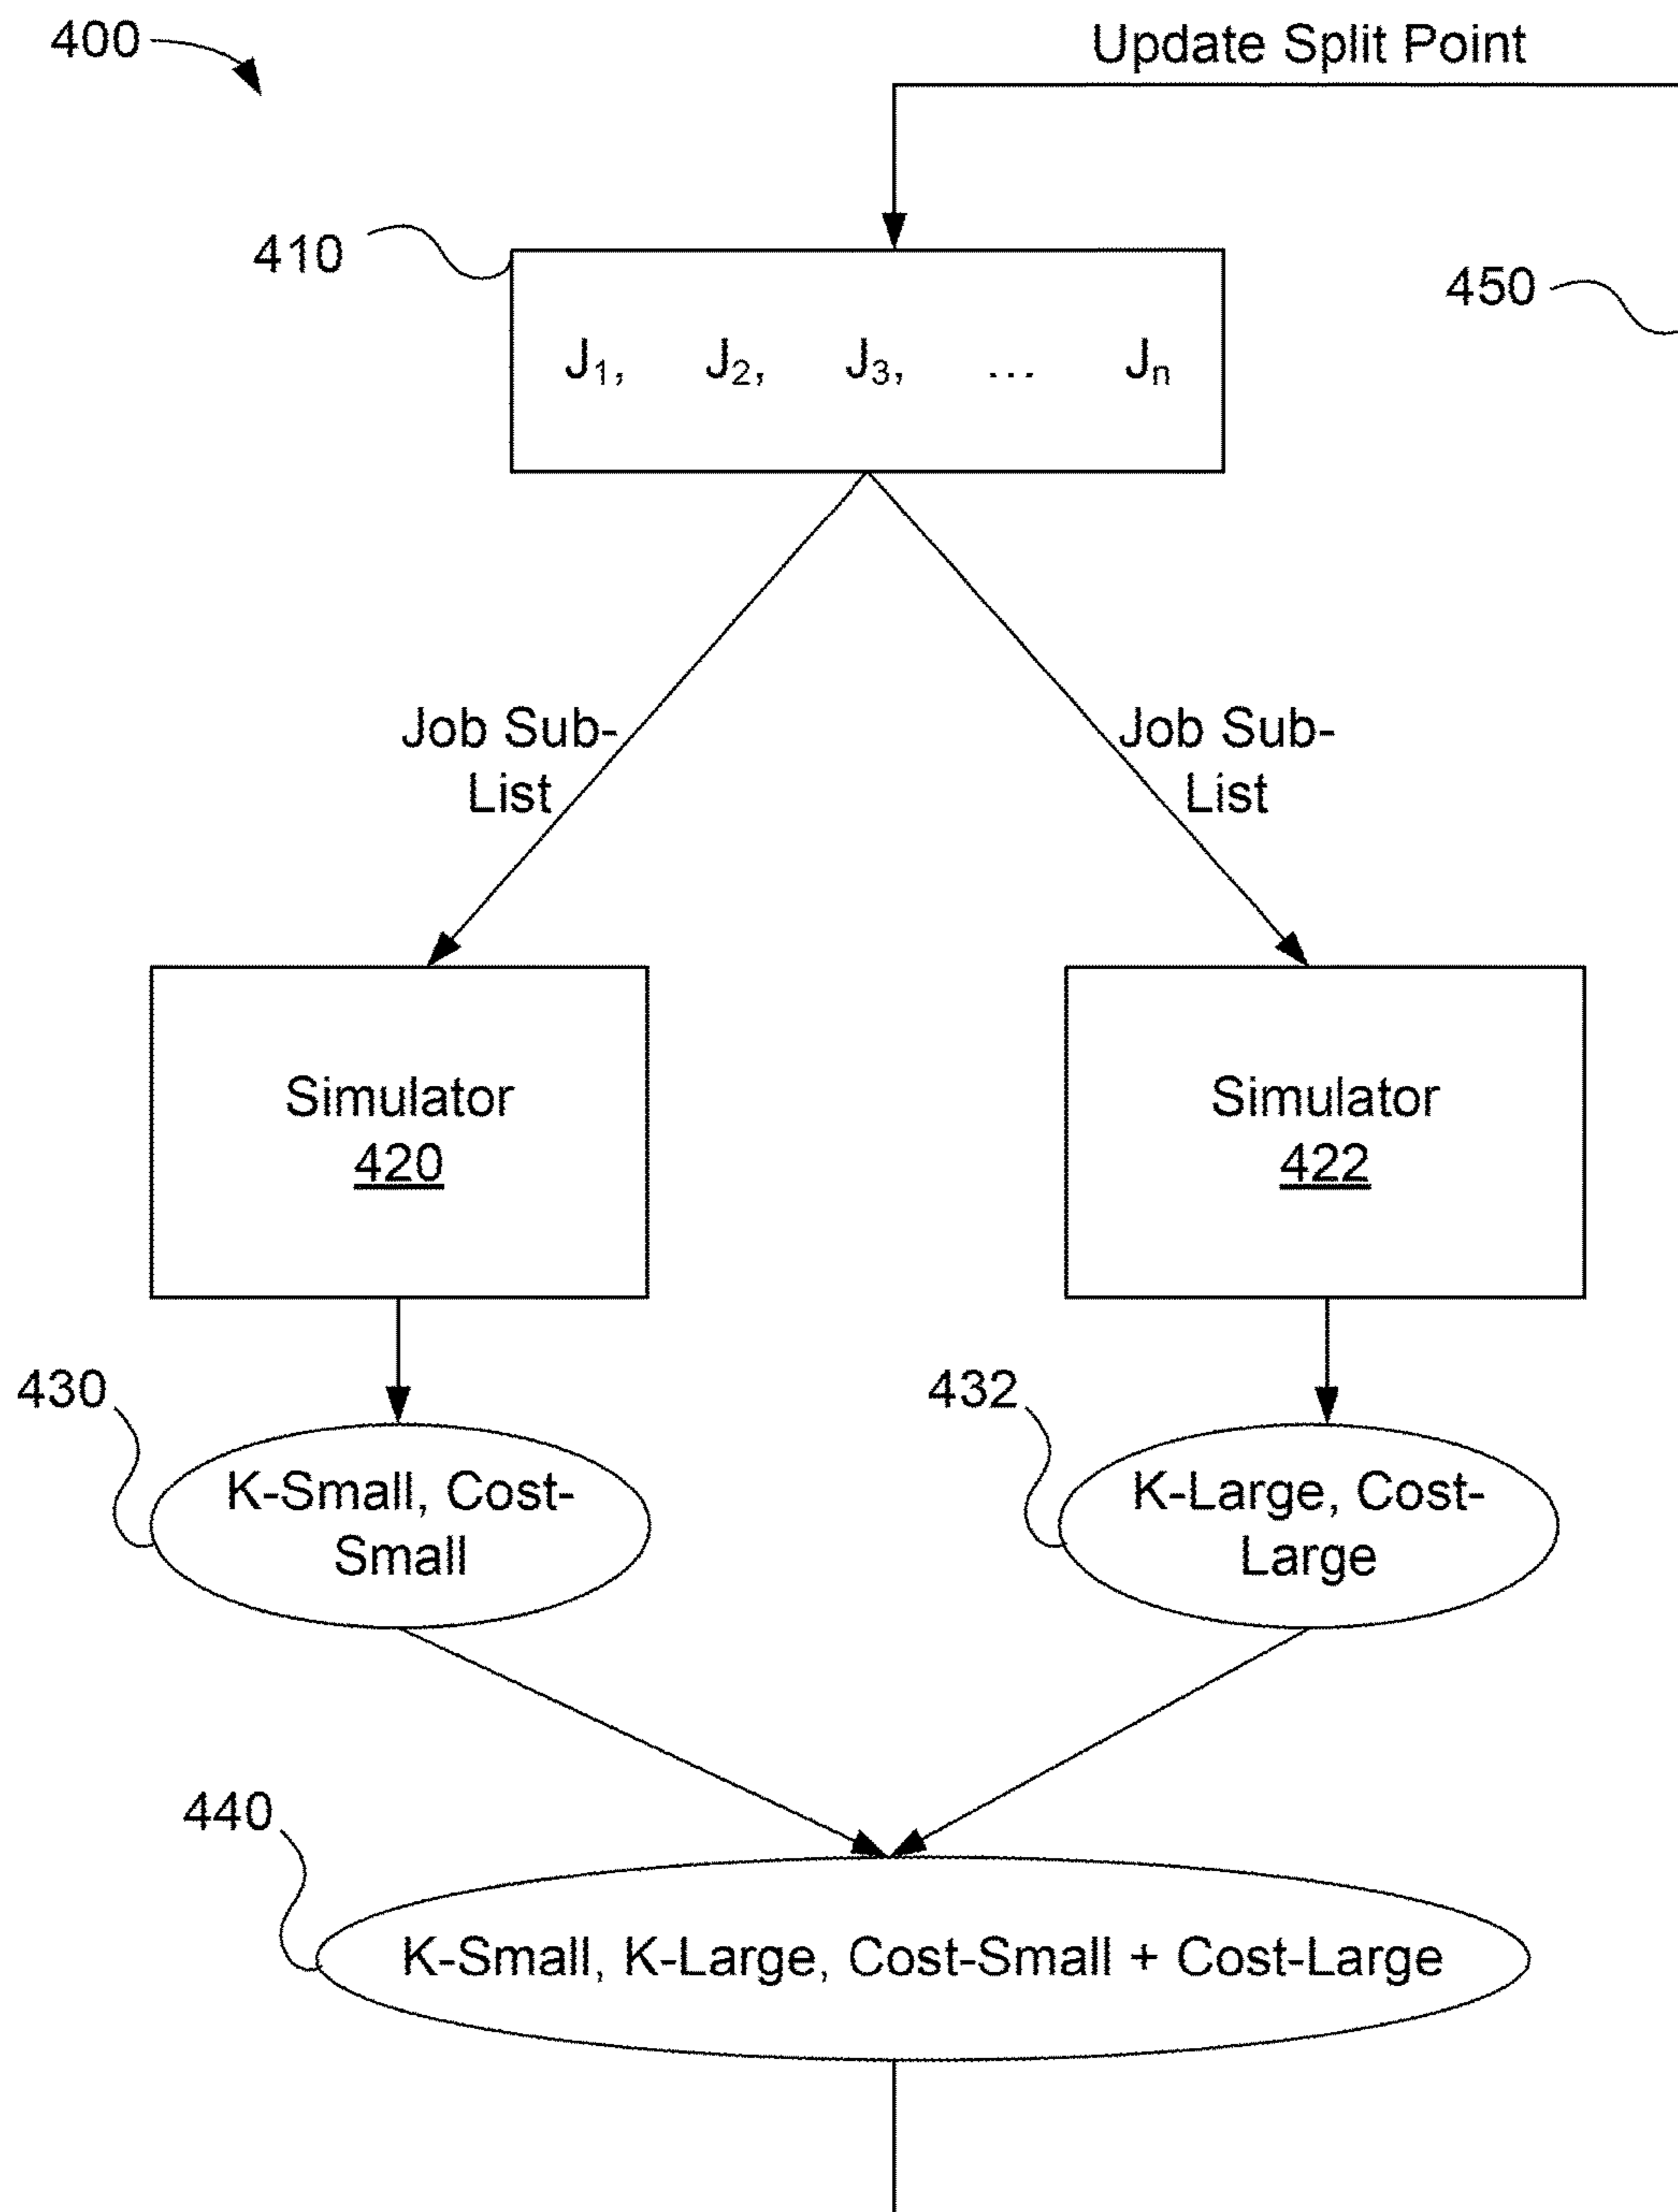 400
Update Split Point
410
450
J₁, J₂, J₃, ... Jₙ
Job Sub-
List
Job Sub-
List
Simulator
420
Simulator
422
430
432
K-Small, Cost-
Small
K-Large, Cost-
Large
440
K-Small, K-Large, Cost-Small + Cost-Large